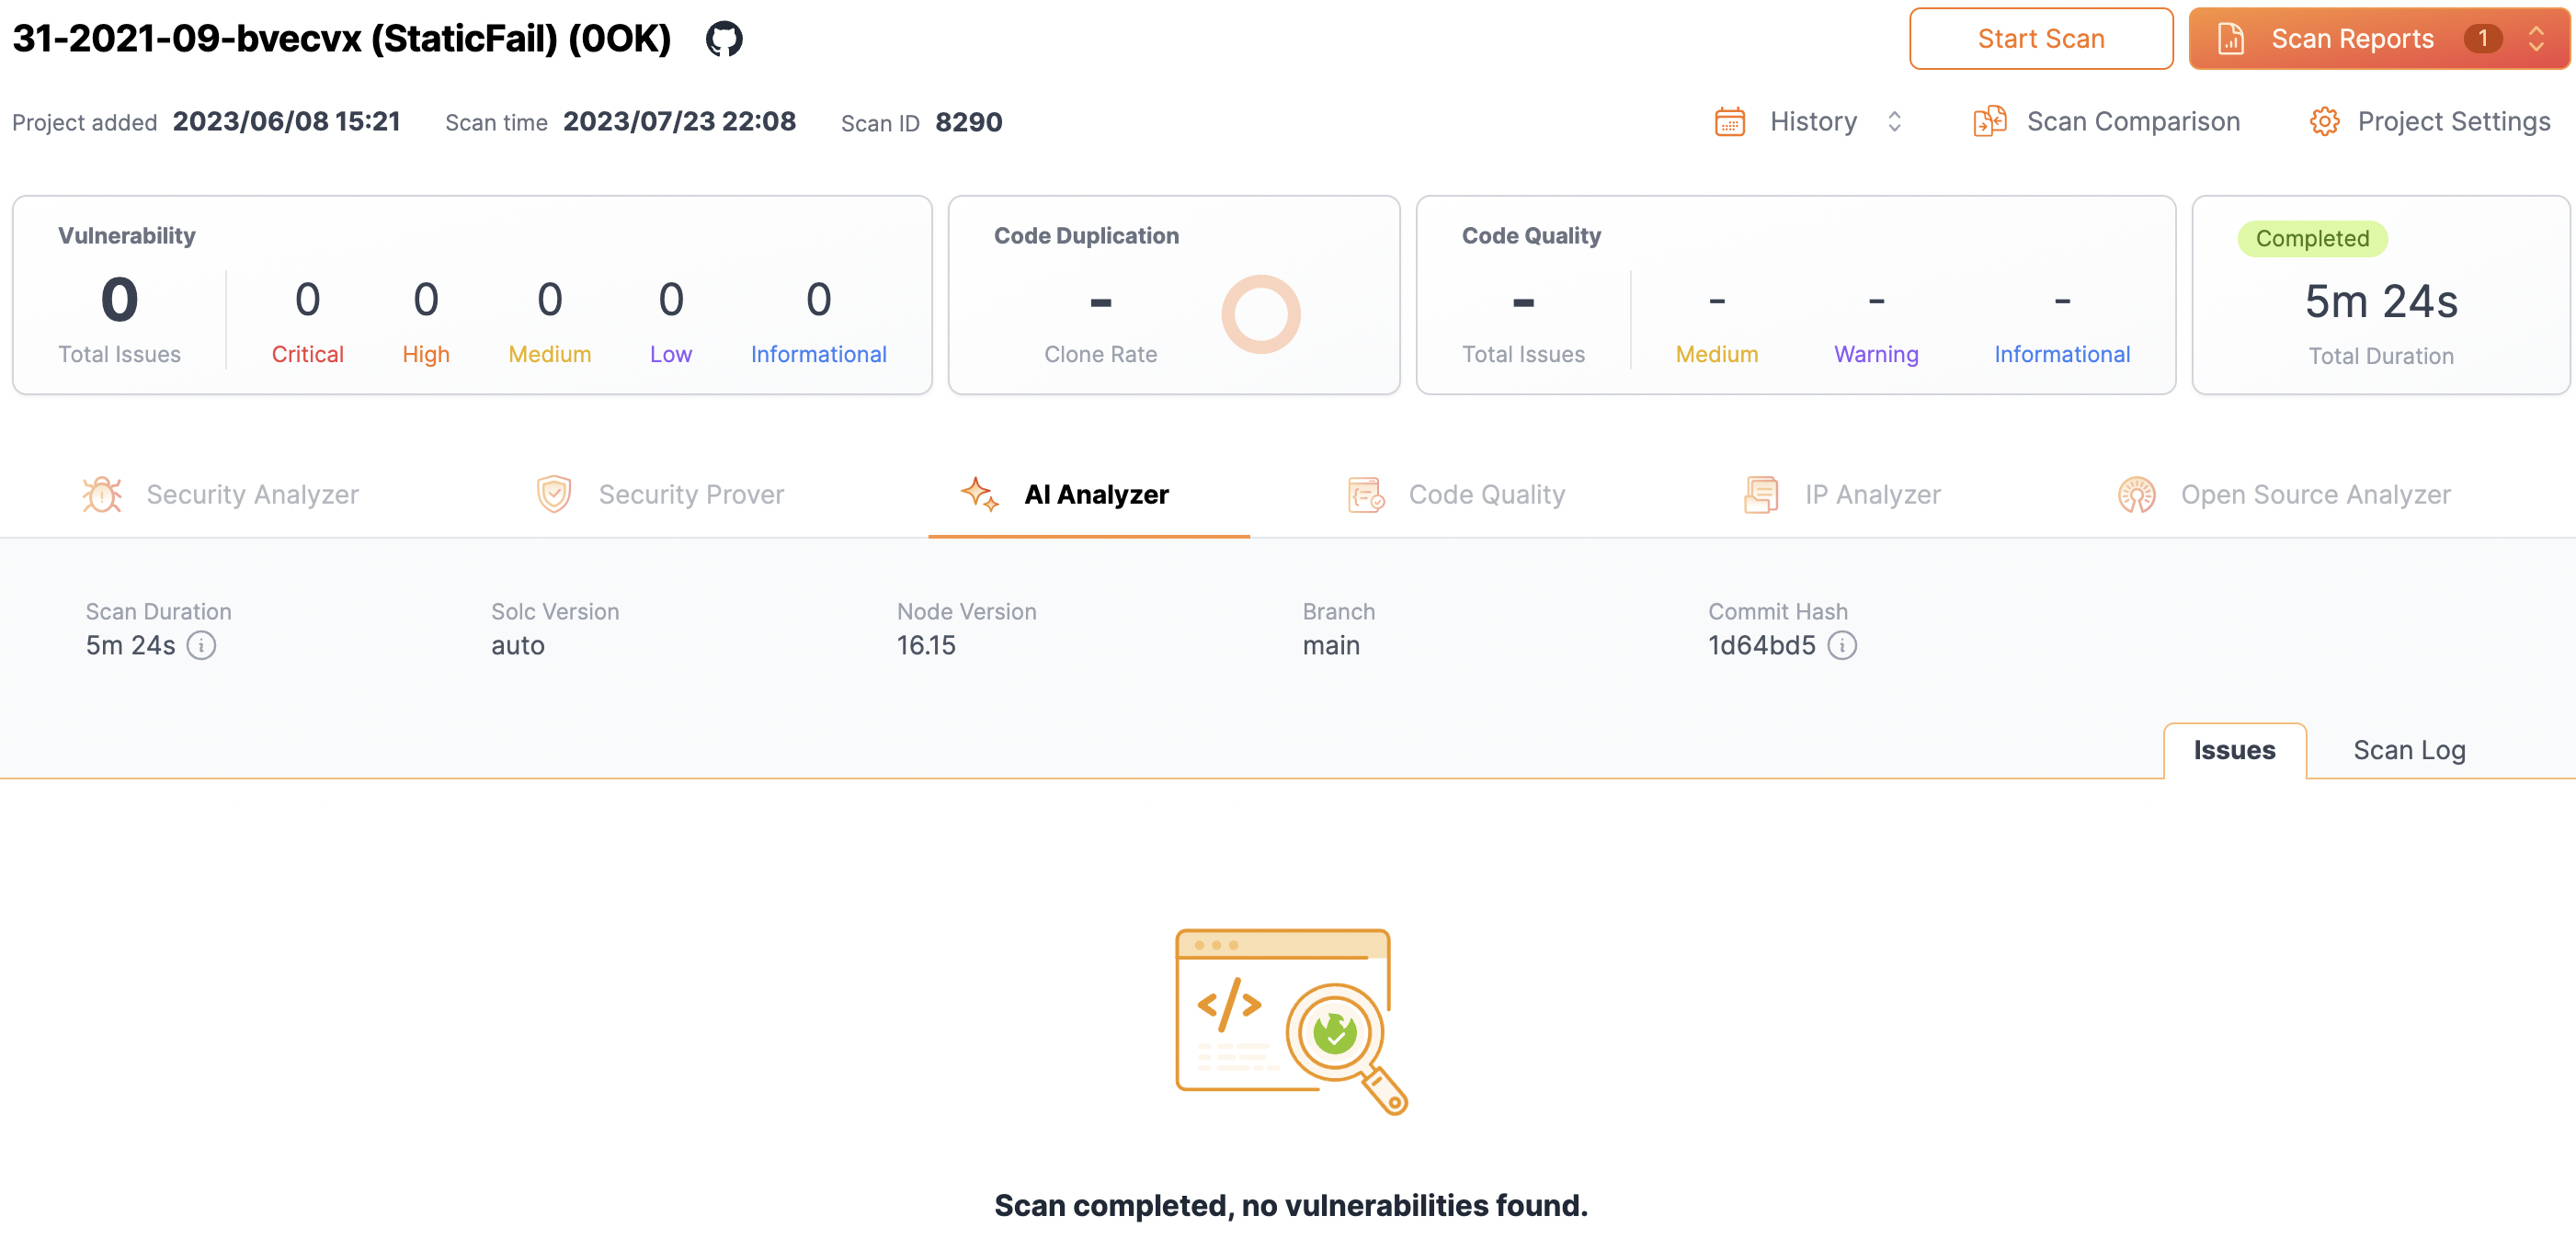 31-2021-09-bvecvx (StaticFail) (0OK)
Start Scan
Scan Reports 1
Project added 2023/06/08 15:21 Scan time 2023/07/23 22:08 Scan ID 8290
History
Scan Comparison
Project Settings
Vulnerability
0 0 0 0 0 0
Total Issues Critical High Medium Low Informational
Code Duplication
-
Clone Rate
Code Quality
- - - -
Total Issues Medium Warning Informational
Completed
5m 24s
Total Duration
Security Analyzer Security Prover AI Analyzer Code Quality IP Analyzer Open Source Analyzer
Scan Duration Solc Version Node Version Branch Commit Hash
5m 24s auto 16.15 main 1d64bd5
Issues Scan Log
</>
Scan completed, no vulnerabilities found.